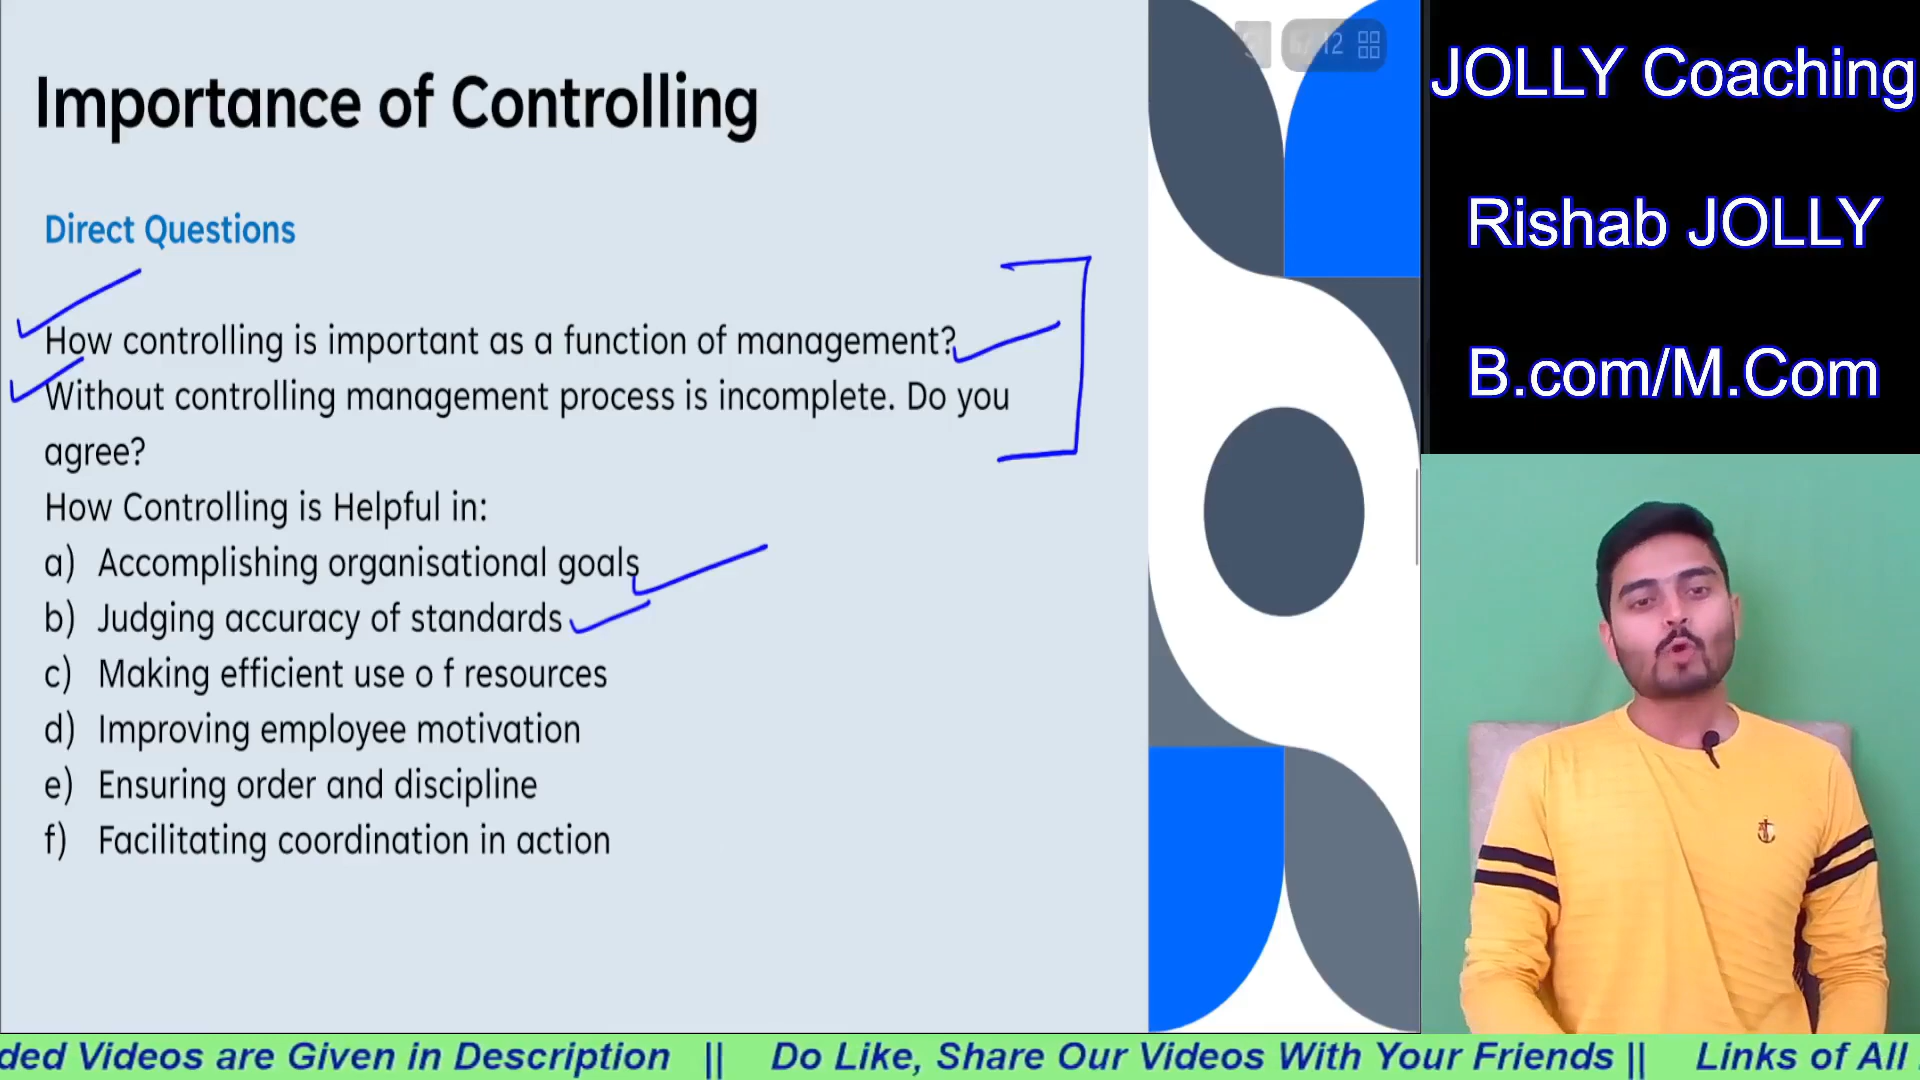 Importance of Controlling
Direct Questions
How controlling is important as a function of management?
Without controlling management process is incomplete. Do you
agree?
How Controlling is Helpful in:
a) Accomplishing organisational goals
b) Judging accuracy of standards
c) Making efficient use o f resources
d) Improving employee motivation
e) Ensuring order and discipline
f) Facilitating coordination in action
12
JOLLY Coaching
Rishab JOLLY
B.com/M.Com
ded Videos are Given in Description || Do Like, Share Our Videos With Your Friends || Links of All